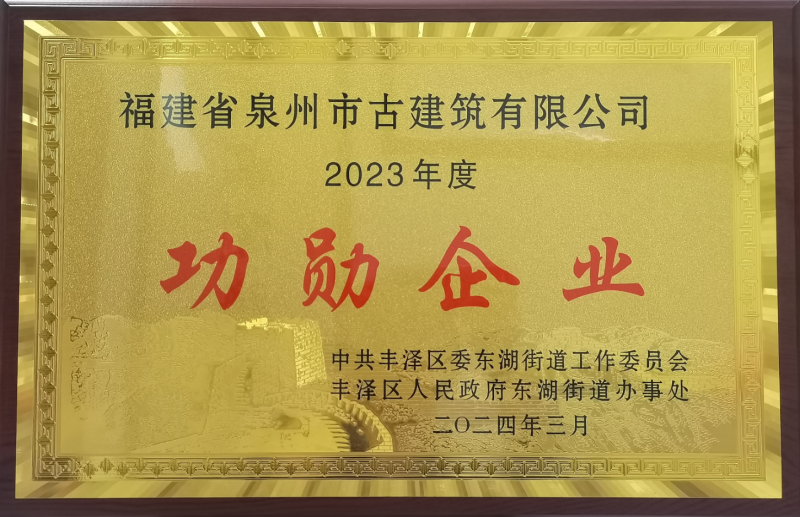 福建省泉州市古建筑有限公司
2023年度
功勋企业
中共丰泽区委东湖街道工作委员会
丰泽区人民政府东湖街道办事处
二〇二四年三月